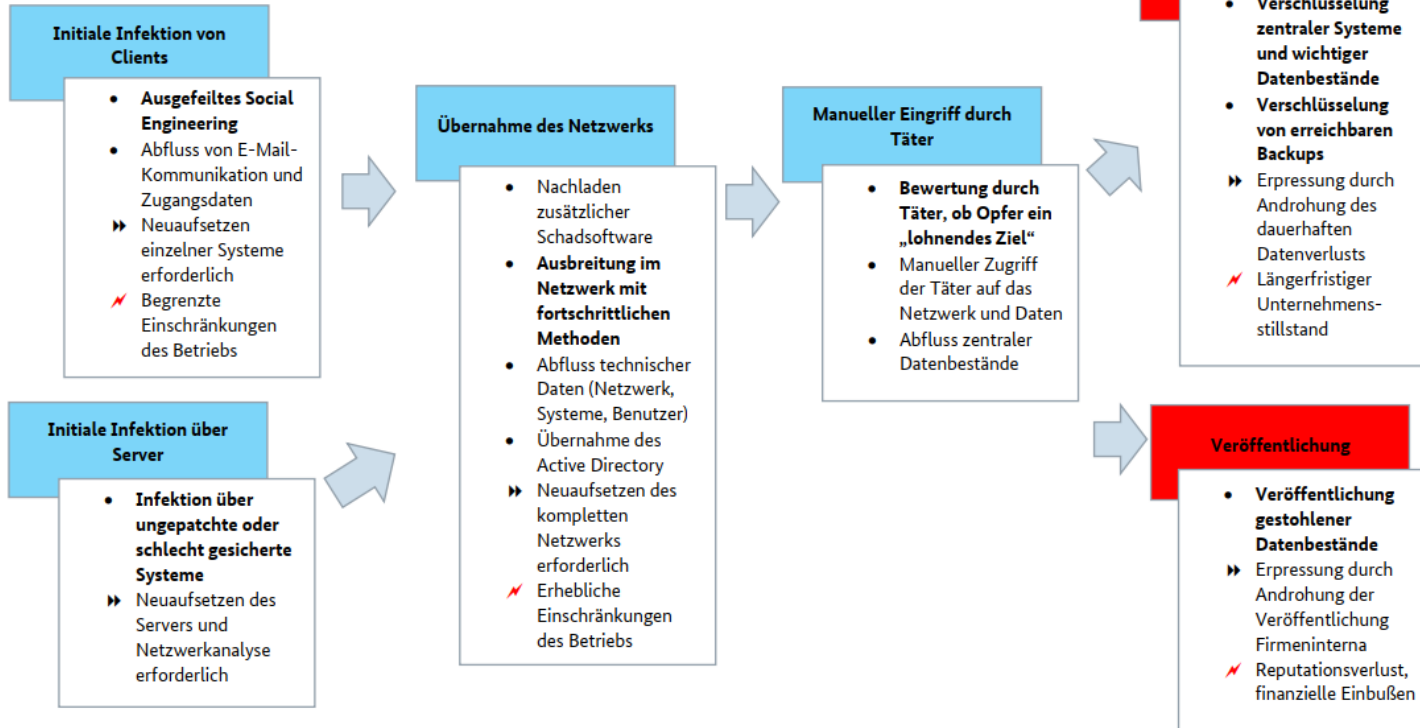 Initiale Infektion von
Clients
• Ausgefeiltes Social
Engineering
• Abfluss von E-Mail-
Kommunikation und
Zugangsdaten
Neuaufsetzen
einzelner Systeme
erforderlich
Begrenzte
Einschränkungen
des Betriebs
Initiale Infektion über
Server
• Infektion über
ungepatchte oder
schlecht gesicherte
Systeme
Neuaufsetzen des
Servers und
Netzwerkanalyse
erforderlich
Übernahme des Netzwerks
• Nachladen
zusätzlicher
Schadsoftware
• Ausbreitung im
Netzwerk mit
fortschrittlichen
Methoden
• Abfluss technischer
Daten (Netzwerk,
Systeme, Benutzer)
• Übernahme des
Active Directory
Neuaufsetzen des
kompletten
Netzwerks
erforderlich
Erhebliche
Einschränkungen
des Betriebs
Manueller Eingriff durch
Täter
• Bewertung durch
Täter, ob Opfer ein
„lohnendes Ziel“
• Manueller Zugriff
der Täter auf das
Netzwerk und Daten
• Abfluss zentraler
Datenbestände
• Verschlüsselung
zentraler Systeme
und wichtiger
Datenbestände
• Verschlüsselung
von erreichbaren
Backups
Erpressung durch
Androhung des
dauerhaften
Datenverlusts
Längerfristiger
Unternehmens-
stillstand
Veröffentlichung
• Veröffentlichung
gestohlener
Datenbestände
Erpressung durch
Androhung der
Veröffentlichung
Firmeninterna
Reputationsverlust,
finanzielle Einbußen